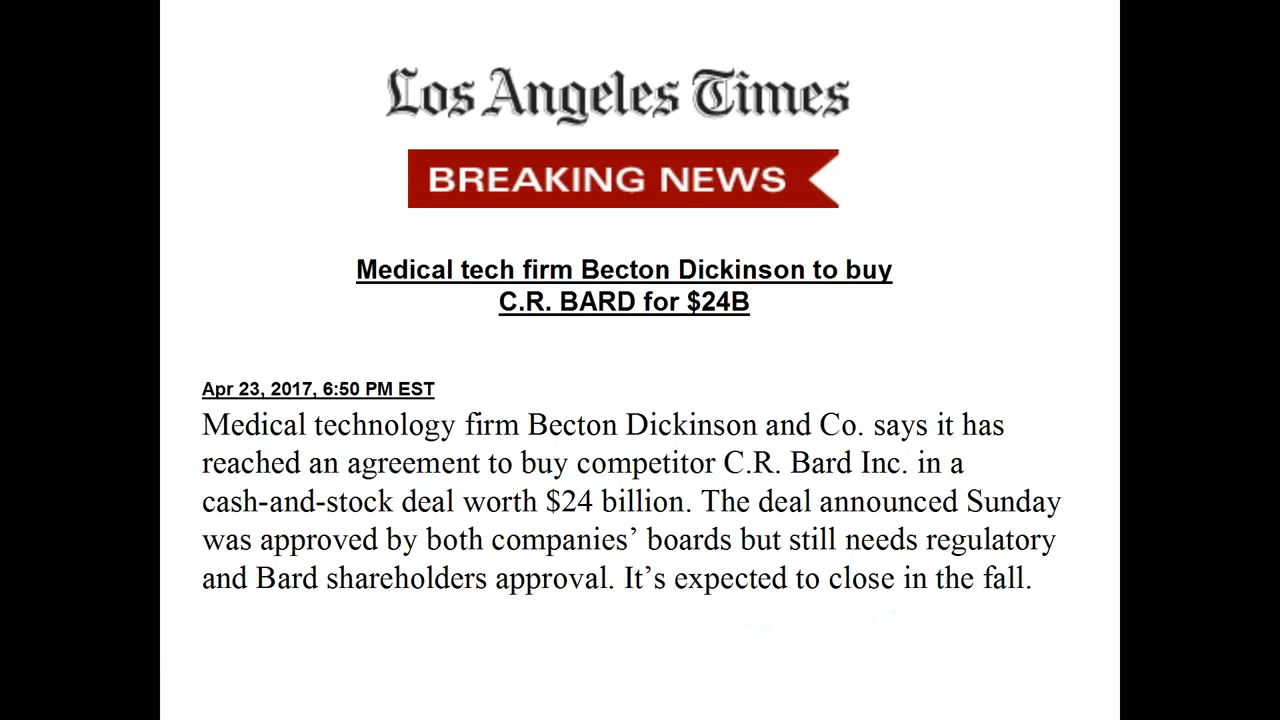 Los Angeles Times
BREAKING NEWS
Medical tech firm Becton Dickinson to buy
C.R. BARD for $24B
Apr 23, 2017, 6:50 PM EST
Medical technology firm Becton Dickinson and Co. says it has
reached an agreement to buy competitor C.R. Bard Inc. in a
cash-and-stock deal worth $24 billion. The deal announced Sunday
was approved by both companies’ boards but still needs regulatory
and Bard shareholders approval. It’s expected to close in the fall.